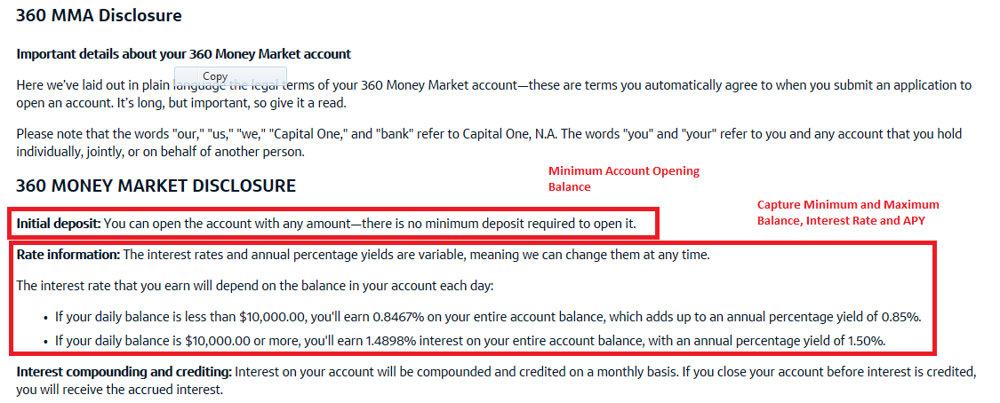 360 MMA Disclosure
Important details about your 360 Money Market account
Copy
Here we've laid out in plain language the legal terms of your 360 Money Market account—these are terms you automatically agree to when you submit an application to
open an account. It's long, but important, so give it a read.
Please note that the words "our," "us," "we," "Capital One," and "bank" refer to Capital One, N.A. The words "you" and "your" refer to you and any account that you hold
individually, jointly, or on behalf of another person.
Minimum Account Opening
Balance
360 MONEY MARKET DISCLOSURE
Capture Minimum and Maximum
Balance, Interest Rate and APY
Initial deposit: You can open the account with any amount—there is no minimum deposit required to open it.
Rate information: The interest rates and annual percentage yields are variable, meaning we can change them at any time.
The interest rate that you earn will depend on the balance in your account each day:
• If your daily balance is less than $10,000.00, you'll earn 0.8467% on your entire account balance, which adds up to an annual percentage yield of 0.85%.
• If your daily balance is $10,000.00 or more, you'll earn 1.4898% interest on your entire account balance, with an annual percentage yield of 1.50%.
Interest compounding and crediting: Interest on your account will be compounded and credited on a monthly basis. If you close your account before interest is credited,
you will receive the accrued interest.